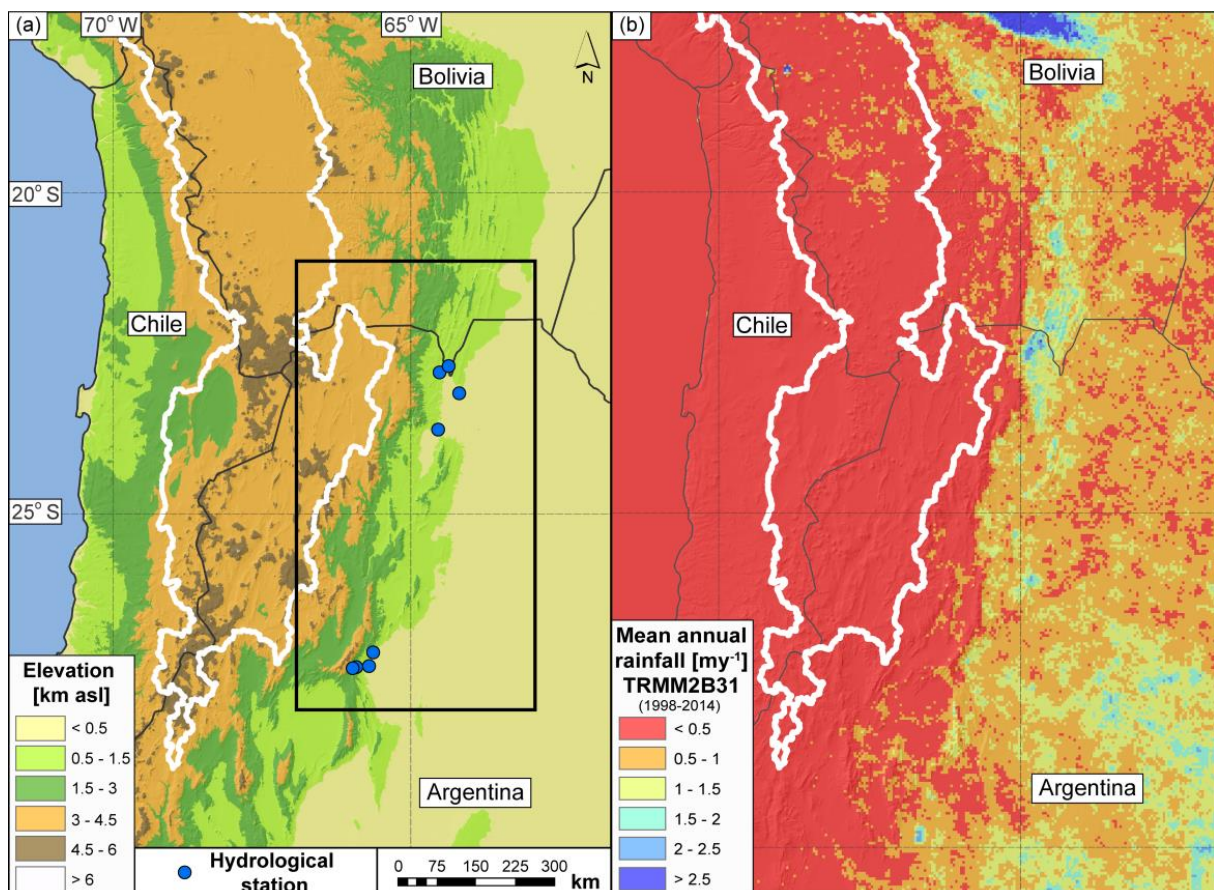 (a)
70° W
65° W
N
Bolivia
20° S
Chile
25° S
Argentina
Elevation
[km asl]
< 0.5
0.5 - 1.5
1.5 - 3
3 - 4.5
4.5 - 6
> 6
Hydrological
station
0 75 150 225 300
km
(b)
Bolivia
Chile
Argentina
Mean annual
rainfall [my⁻¹]
TRMM2B31
(1998-2014)
< 0.5
0.5 - 1
1 - 1.5
1.5 - 2
2 - 2.5
> 2.5